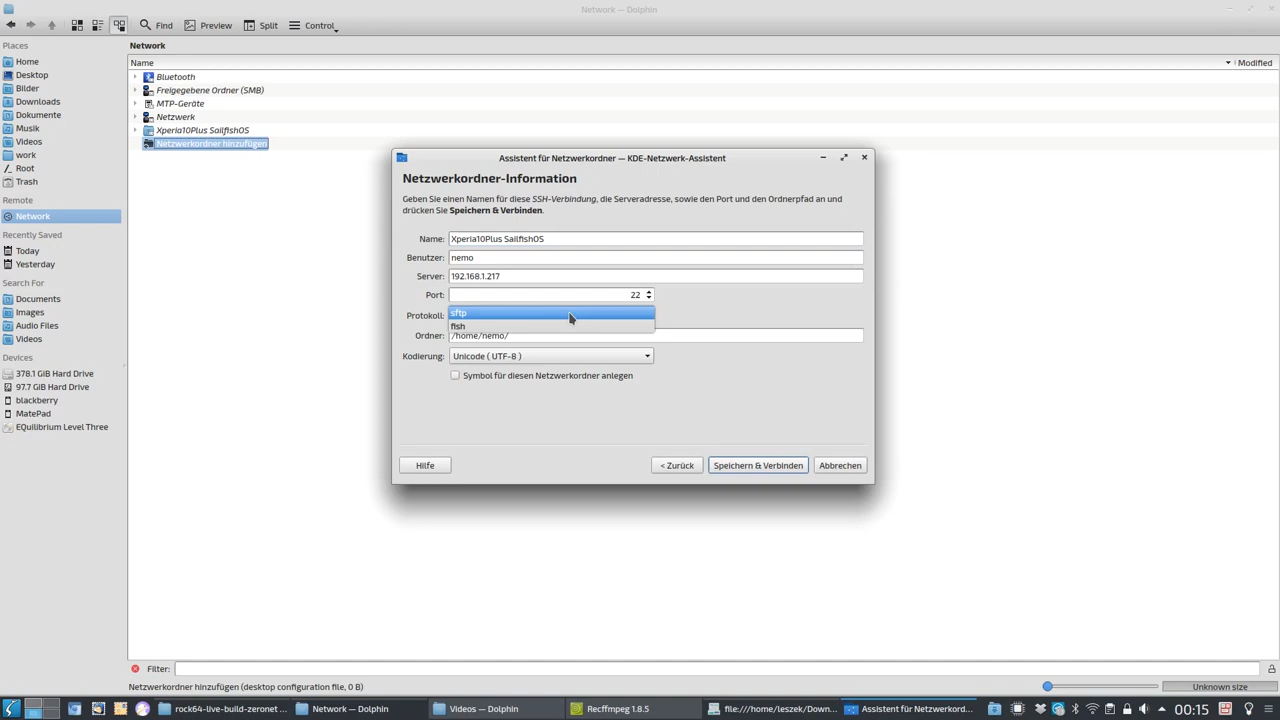 Network — Dolphin
Find
Preview
Split
Control
Places
Home
Desktop
Bilder
Downloads
Dokumente
Musik
Videos
work
Root
Trash
Remote
Network
Recently Saved
Today
Yesterday
Search For
Documents
Images
Audio Files
Videos
Devices
378.1 GiB Hard Drive
97.7 GiB Hard Drive
blackberry
MatePad
EQuilibrium Level Three
Network
Name
Modified
Bluetooth
Freigegebene Ordner (SMB)
MTP-Geräte
Netzwerk
Xperia10Plus SailfishOS
Netzwerkordner hinzufügen
Assistent für Netzwerkordner — KDE-Netzwerk-Assistent
Netzwerkordner-Information
Geben Sie einen Namen für diese SSH-Verbindung, die Serveradresse, sowie den Port und den Ordnerpfad an und
drücken Sie Speichern & Verbinden.
Name: Xperia10Plus SailfishOS
Benutzer: nemo
Server: 192.168.1.217
Port: 22
Protokoll: sftp
fish
Ordner: /home/nemo/
Kodierung: Unicode ( UTF-8 )
Symbol für diesen Netzwerkordner anlegen
Hilfe
< Zurück
Speichern & Verbinden
Abbrechen
Filter:
Netzwerkordner hinzufügen (desktop configuration file, 0 B)
Unknown size
rock64-live-build-zeronet ...
Network — Dolphin
Videos — Dolphin
Recffmpeg 1.8.5
file:///home/leszek/Down...
Assistent für Netzwerkord...
00:15